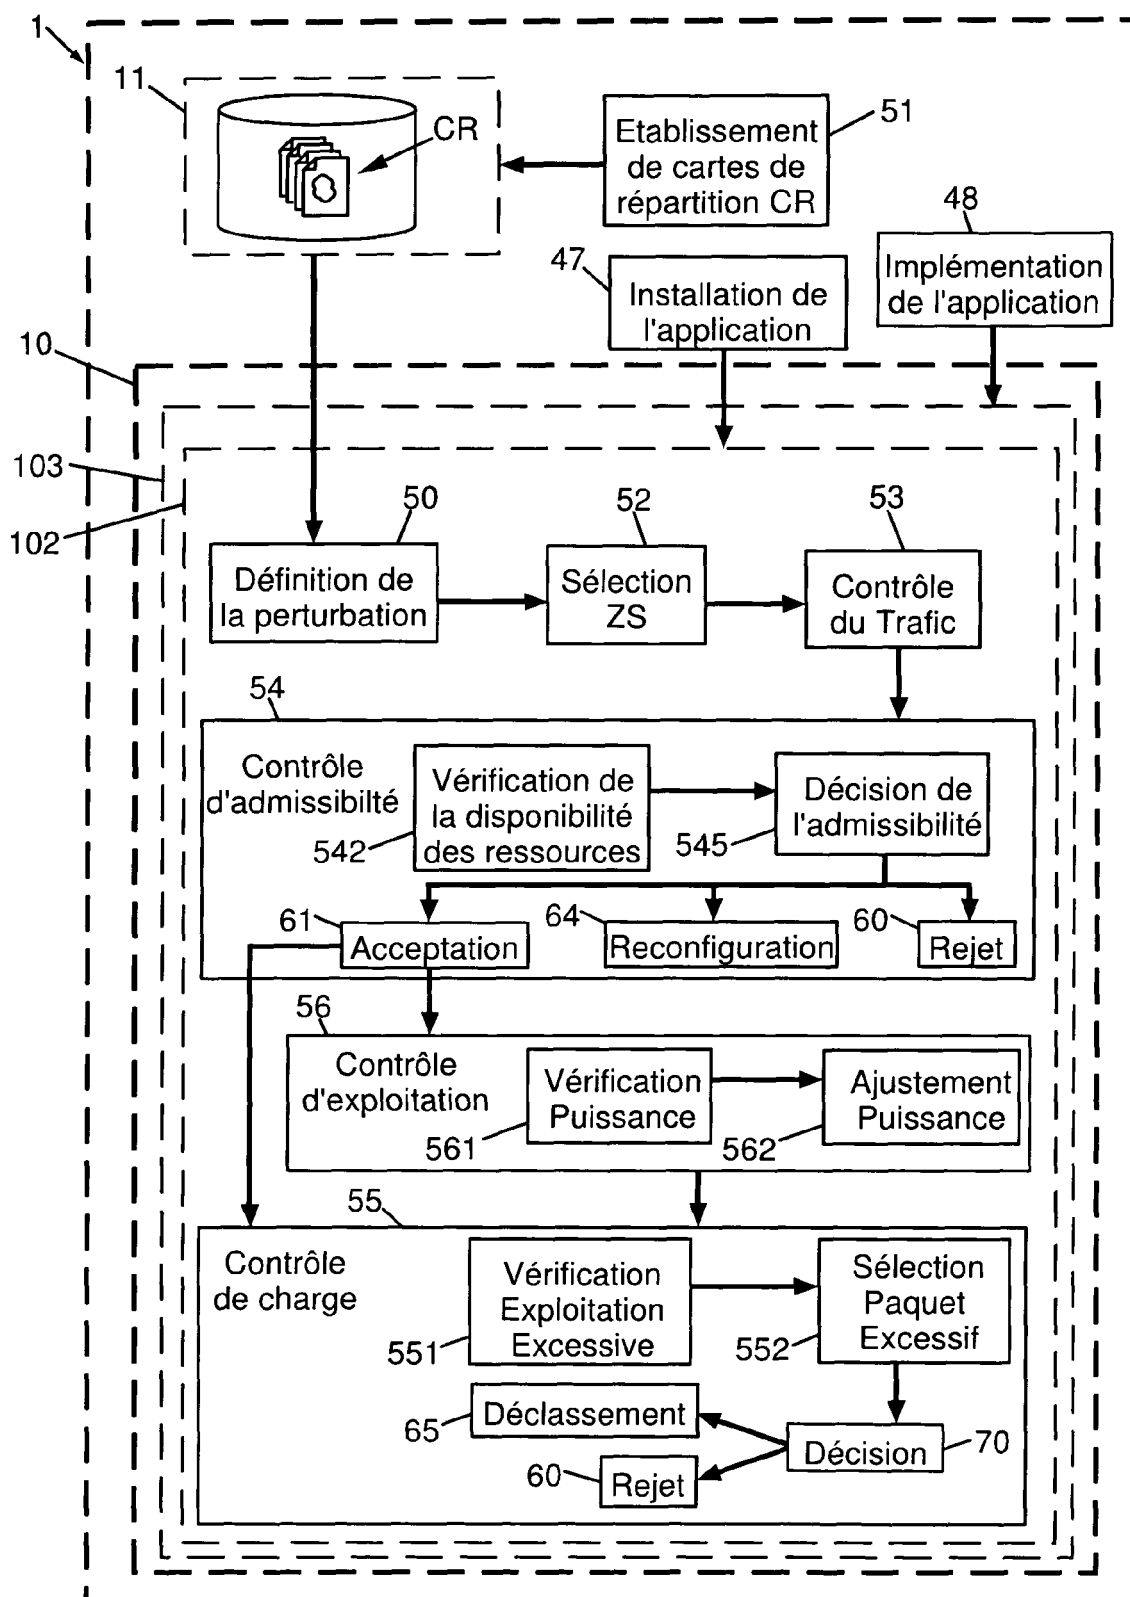 1
11
CR
51
Etablissement
de cartes de
répartition CR
48
Implémentation
de l'application
47
Installation de
l'application
10
103
102
50
Définition de
la perturbation
52
Sélection
ZS
53
Contrôle
du Trafic
54
Contrôle
d'admissibilté
Vérification de
la disponibilité
des ressources
542
Décision de
l'admissibilité
545
61
Acceptation
64
Reconfiguration
60
Rejet
56
Contrôle
d'exploitation
Vérification
Puissance
561
Ajustement
Puissance
562
55
Contrôle
de charge
Vérification
Exploitation
Excessive
551
Sélection
Paquet
Excessif
552
Déclassement
65
Décision
70
60
Rejet